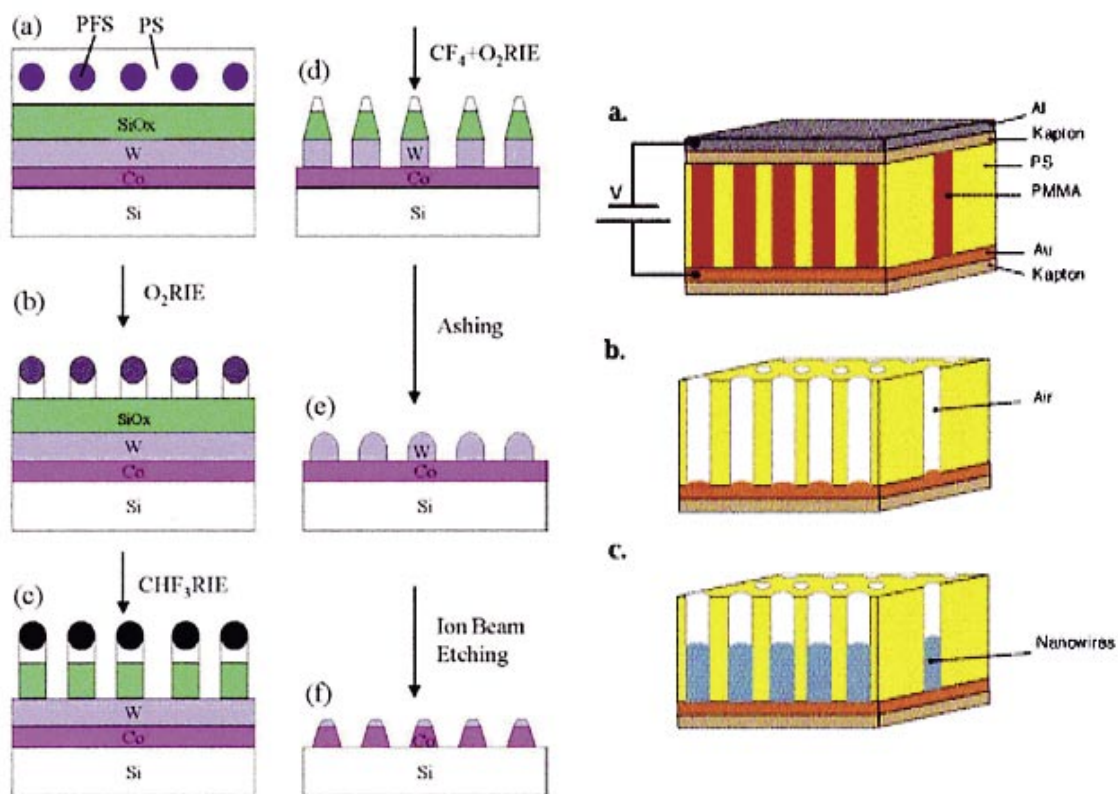 (a)
PFS PS
SiOx
W
Co
Si
(b)
O₂RIE
SiOx
W
Co
Si
(c)
CHF₃RIE
W
Co
Si
(d)
CF₄+O₂RIE
W
Co
Si
Ashing
(e)
W
Co
Si
Ion Beam
Etching
(f)
Co
Si
a.
V
Al
Kapton
PS
PMMA
Au
Kapton
b.
Air
c.
Nanowires